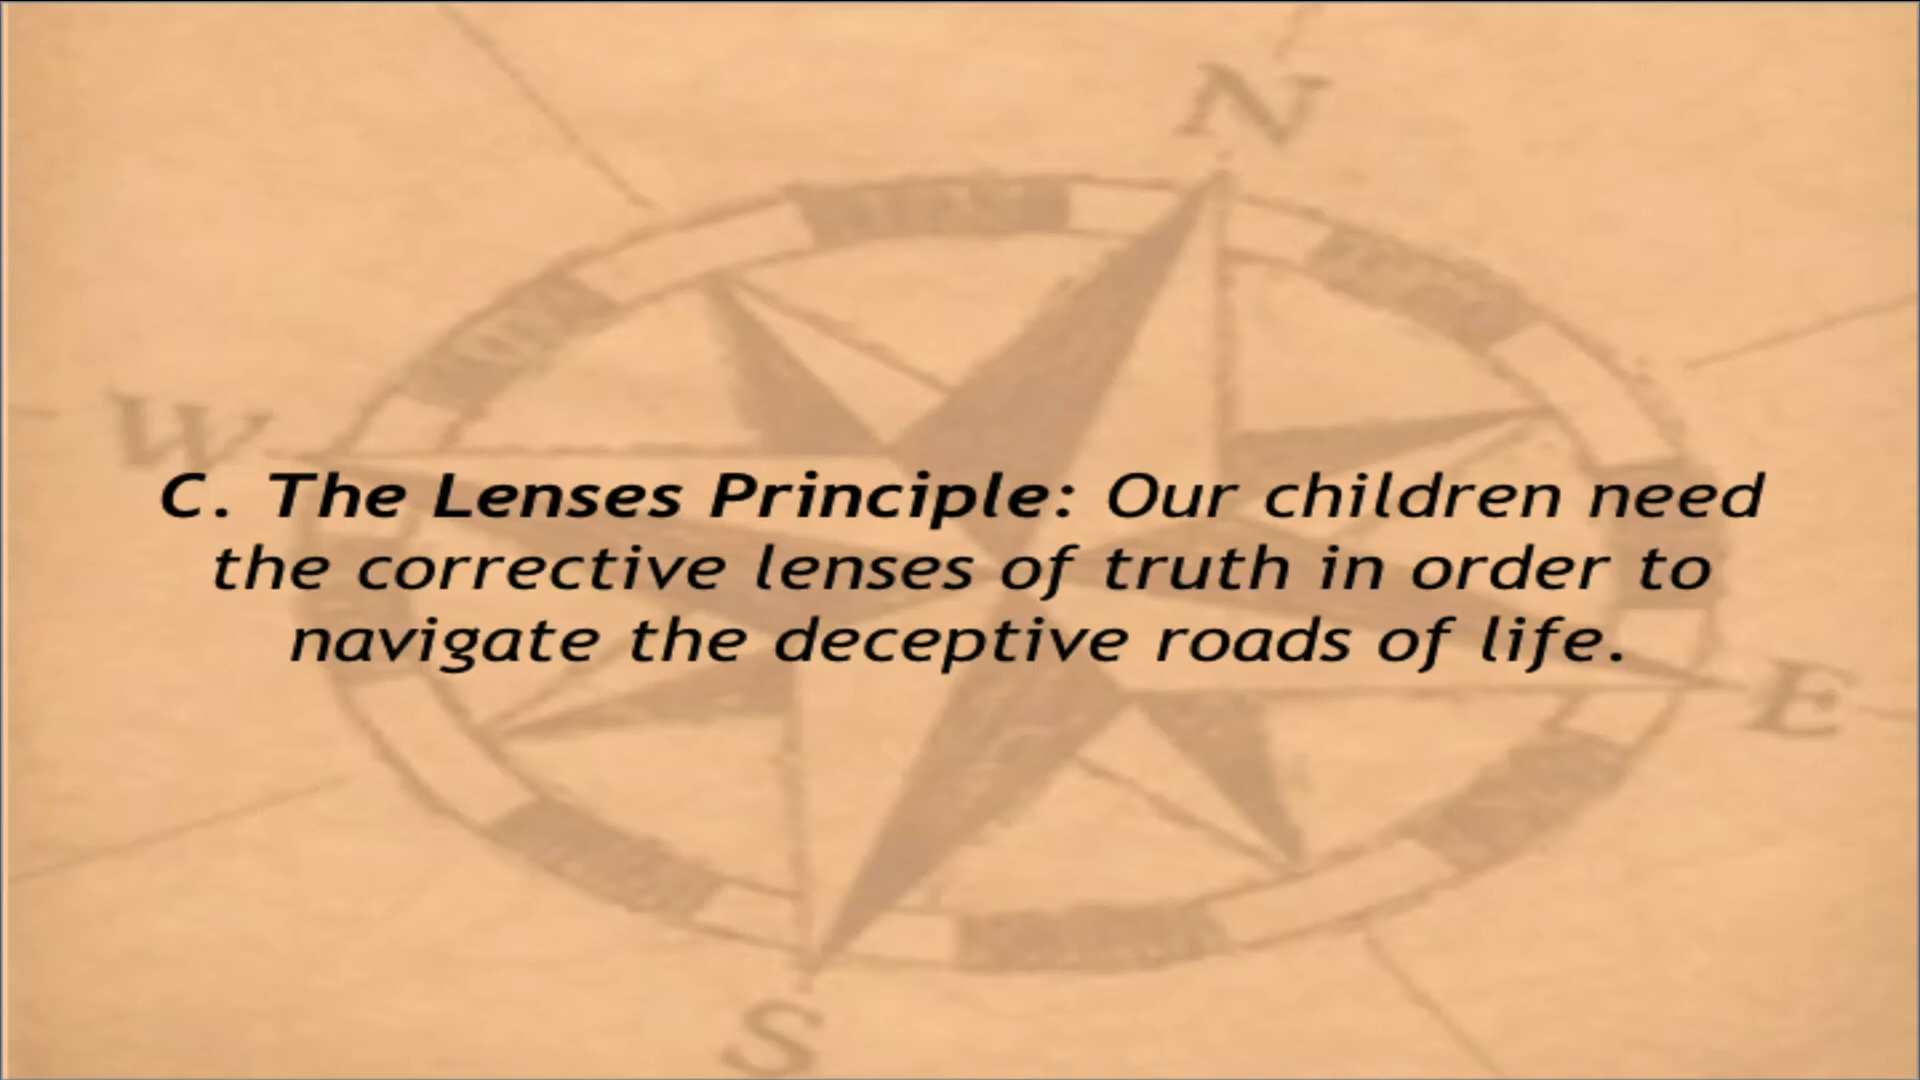 N
W
C. The Lenses Principle: Our children need
the corrective lenses of truth in order to
navigate the deceptive roads of life.
E
S